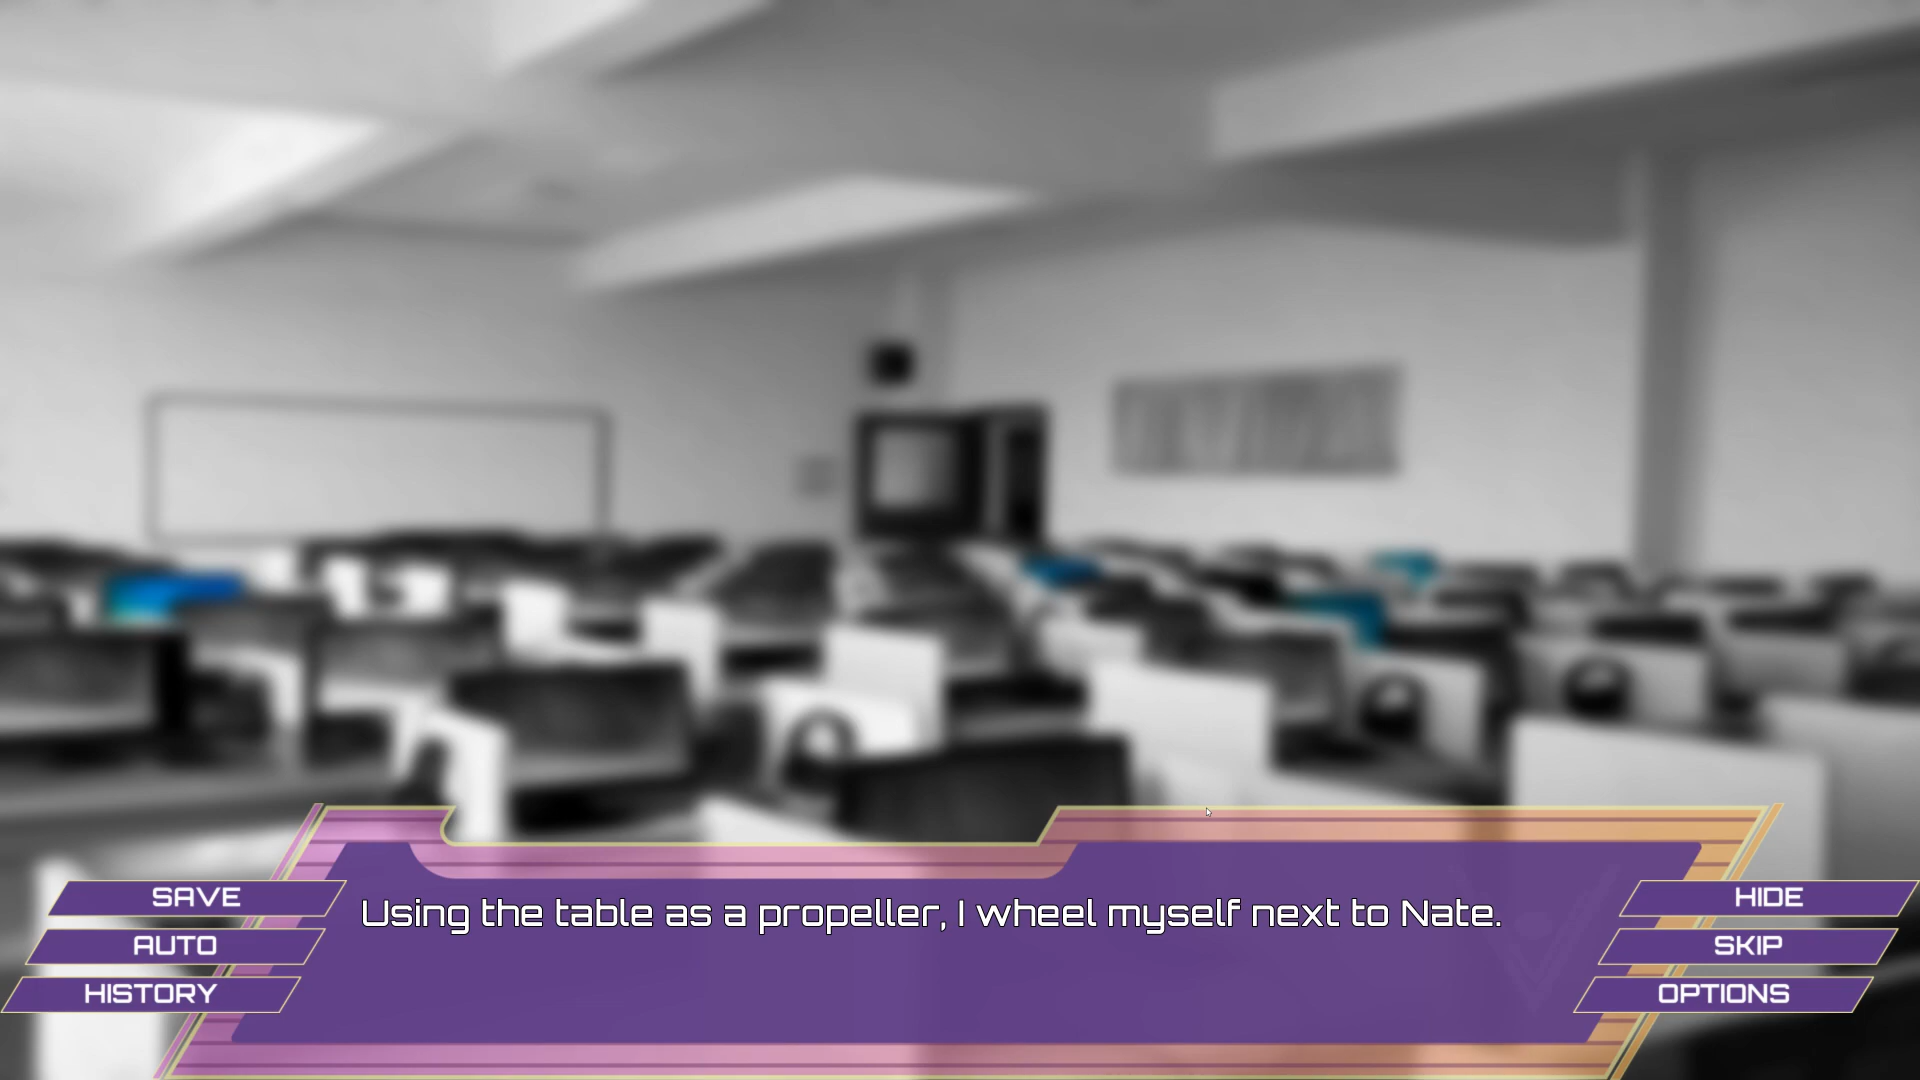 Using the table as a propeller, I wheel myself next to Nate.
SAVE
AUTO
HISTORY
HIDE
SKIP
OPTIONS